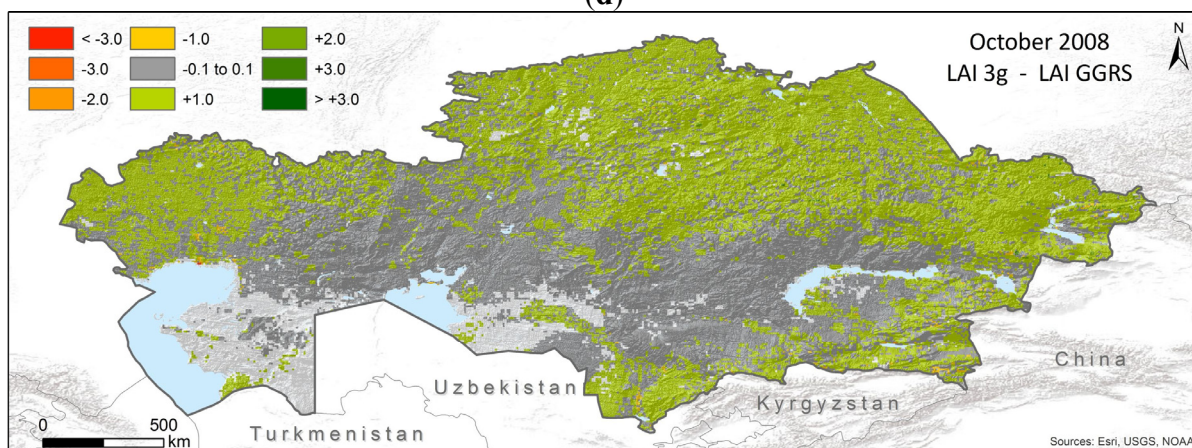 (d)
< -3.0 -1.0 +2.0
-3.0 -0.1 to 0.1 +3.0
-2.0 +1.0 > +3.0
October 2008
LAI 3g - LAI GGRS
N
China
Uzbekistan
Kyrgyzstan
Turkmenistan
0 500
km
Sources: Esri, USGS, NOAA